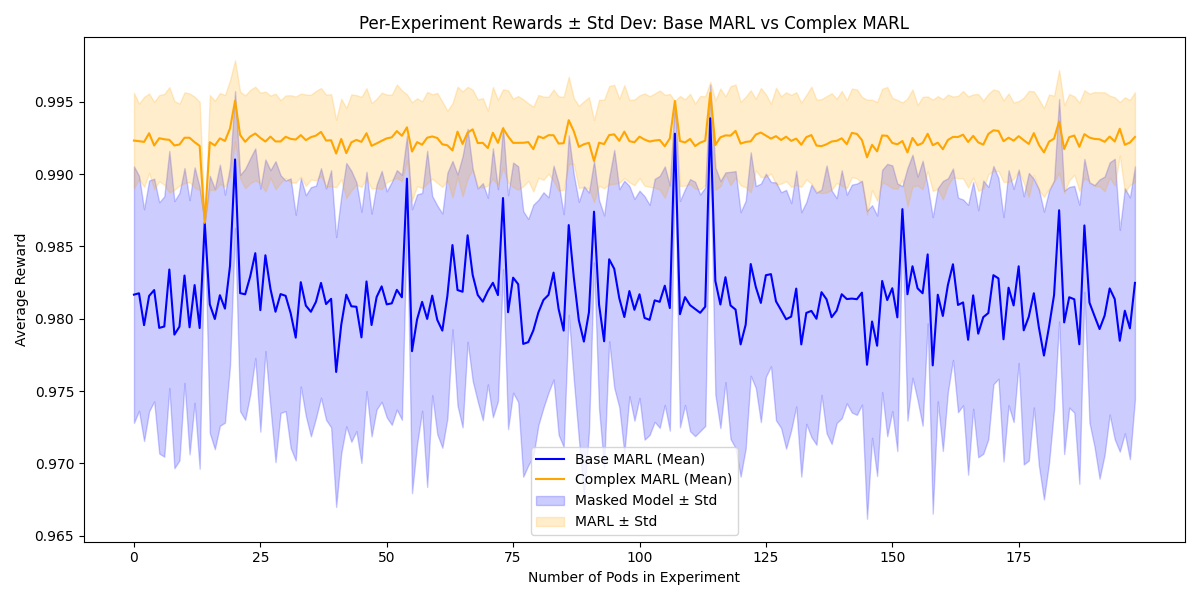 Per-Experiment Rewards ± Std Dev: Base MARL vs Complex MARL
Average Reward
0.995
0.990
0.985
0.980
0.975
0.970
0.965
Base MARL (Mean)
Complex MARL (Mean)
Masked Model ± Std
MARL ± Std
0 25 50 75 100 125 150 175
Number of Pods in Experiment